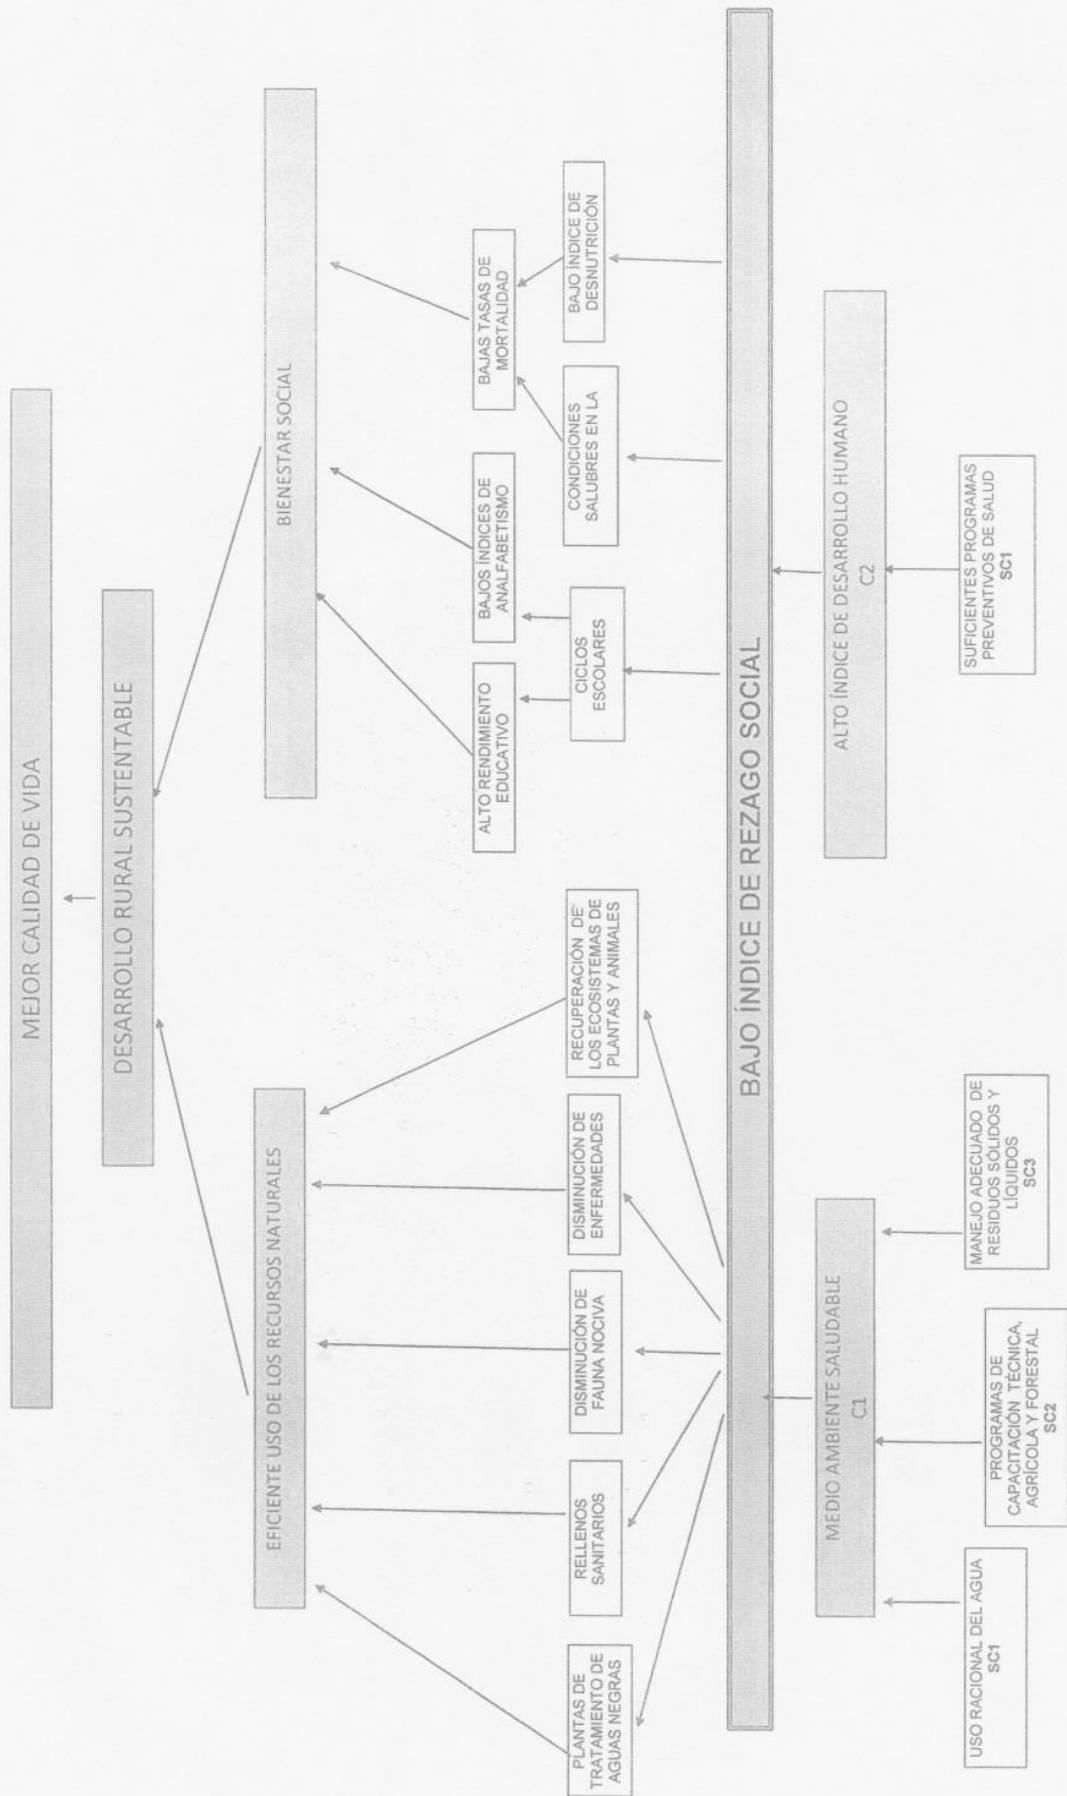 MEJOR CALIDAD DE VIDA
DESARROLLO RURAL SUSTENTABLE
EFICIENTE USO DE LOS RECURSOS NATURALES
BIENESTAR SOCIAL
ALTO RENDIMIENTO
EDUCATIVO
BAJOS ÍNDICES DE
ANALFABETISMO
BAJAS TASAS DE
MORTALIDAD
PLANTAS DE
TRATAMIENTO DE
AGUAS NEGRAS
RELLENOS
SANITARIOS
DISMINUCIÓN DE
FAUNA NOCIVA
DISMINUCIÓN DE
ENFERMEDADES
RECUPERACIÓN DE
LOS ECOSISTEMAS DE
PLANTAS Y ANIMALES
CICLOS
ESCOLARES
CONDICIONES
SALUBRES EN LA
BAJO ÍNDICE DE
DESNUTRICIÓN
BAJO ÍNDICE DE REZAGO SOCIAL
MEDIO AMBIENTE SALUDABLE
C1
ALTO ÍNDICE DE DESARROLLO HUMANO
C2
USO RACIONAL DEL AGUA
SC1
PROGRAMAS DE
CAPACITACIÓN TÉCNICA,
AGRÍCOLA Y FORESTAL
SC2
MANEJO ADECUADO DE
RESIDUOS SÓLIDOS Y
LÍQUIDOS
SC3
SUFICIENTES PROGRAMAS
PREVENTIVOS DE SALUD
SC1